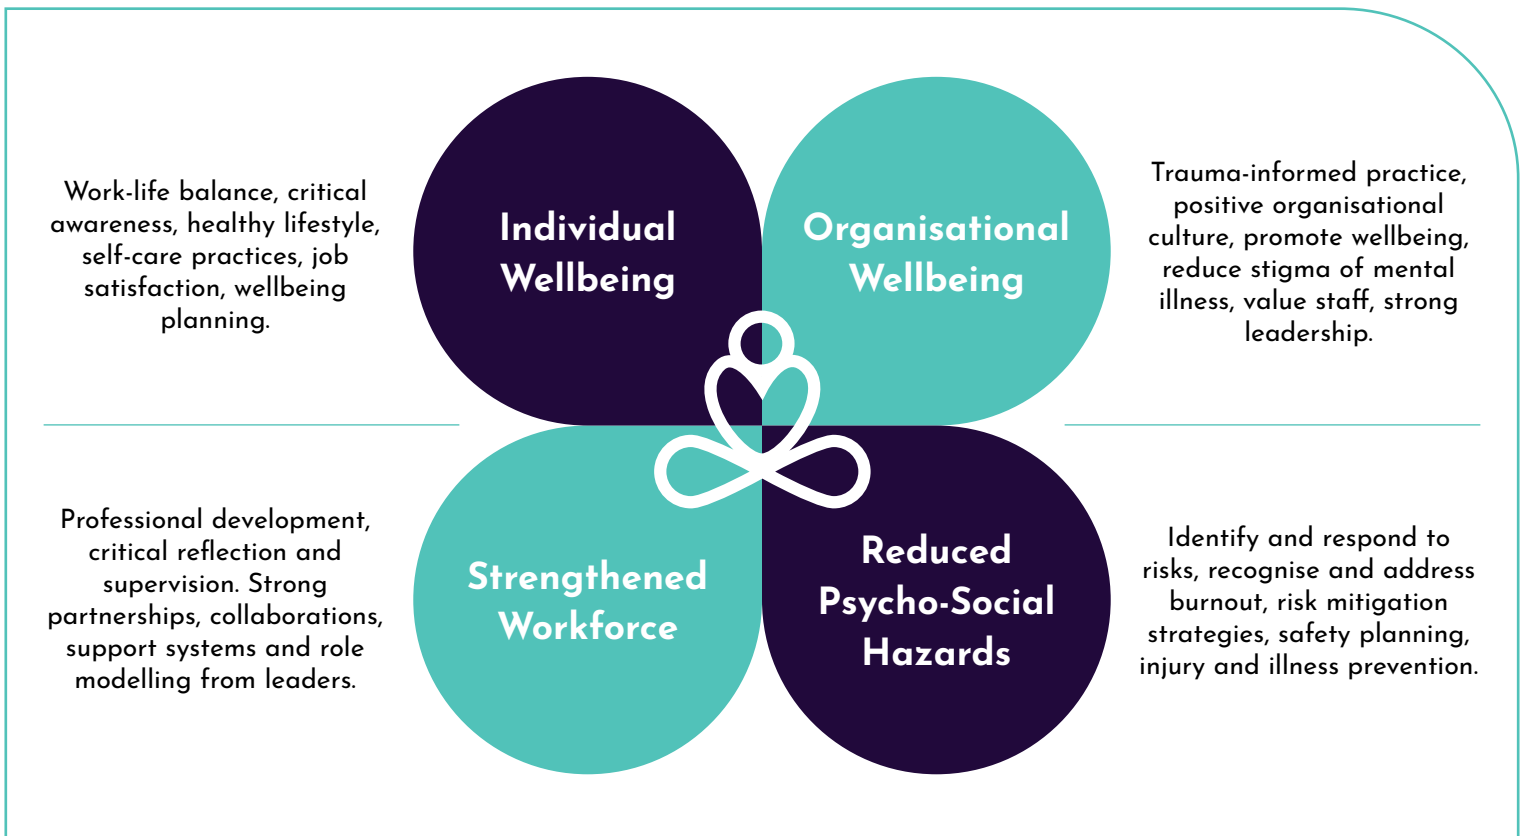 Work-life balance, critical
awareness, healthy lifestyle,
self-care practices, job
satisfaction, wellbeing
planning.
Individual
Wellbeing
Organisational
Wellbeing
Trauma-informed practice,
positive organisational
culture, promote wellbeing,
reduce stigma of mental
illness, value staff, strong
leadership.
Professional development,
critical reflection and
supervision. Strong
partnerships, collaborations,
support systems and role
modelling from leaders.
Strengthened
Workforce
Reduced
Psycho-Social
Hazards
Identify and respond to
risks, recognise and address
burnout, risk mitigation
strategies, safety planning,
injury and illness prevention.